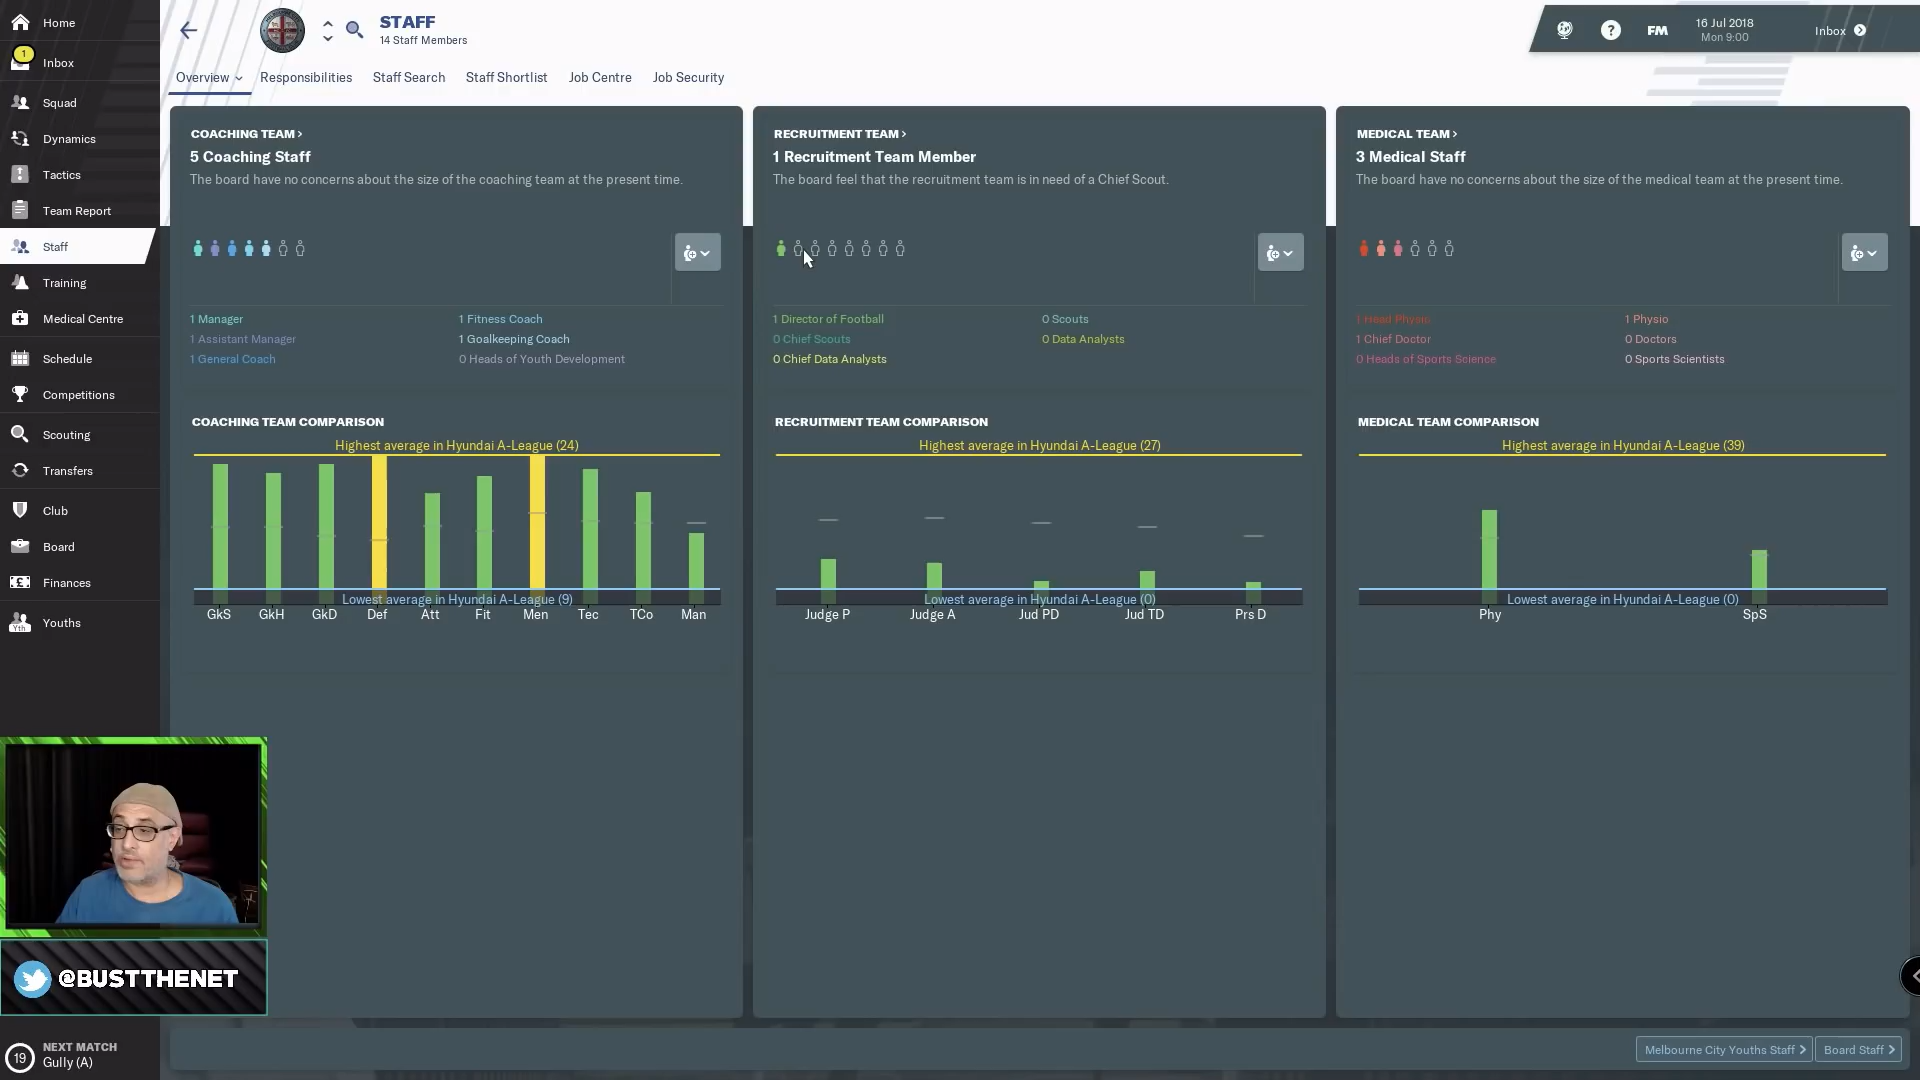 Home
1
Inbox
Squad
Dynamics
Tactics
Team Report
Staff
Training
Medical Centre
Schedule
Competitions
Scouting
Transfers
Club
Board
Finances
Yth
Youths
@BUSTTHENET
19
NEXT MATCH
Gully (A)
STAFF
14 Staff Members
FM
16 Jul 2018
Mon 9:00
Inbox
Overview
Responsibilities
Staff Search
Staff Shortlist
Job Centre
Job Security
COACHING TEAM >
5 Coaching Staff
The board have no concerns about the size of the coaching team at the present time.
1 Manager
1 Fitness Coach
1 Assistant Manager
1 Goalkeeping Coach
1 General Coach
0 Heads of Youth Development
COACHING TEAM COMPARISON
Highest average in Hyundai A-League (24)
Lowest average in Hyundai A-League (9)
GkS GkH GkD Def Att Fit Men Tec TCo Man
RECRUITMENT TEAM >
1 Recruitment Team Member
The board feel that the recruitment team is in need of a Chief Scout.
1 Director of Football
0 Scouts
0 Chief Scouts
0 Data Analysts
0 Chief Data Analysts
RECRUITMENT TEAM COMPARISON
Highest average in Hyundai A-League (27)
Lowest average in Hyundai A-League (0)
Judge P Judge A Jud PD Jud TD Prs D
MEDICAL TEAM >
3 Medical Staff
The board have no concerns about the size of the medical team at the present time.
1 Head Physio
1 Physio
1 Chief Doctor
0 Doctors
0 Heads of Sports Science
0 Sports Scientists
MEDICAL TEAM COMPARISON
Highest average in Hyundai A-League (39)
Lowest average in Hyundai A-League (0)
Phy SpS
Melbourne City Youths Staff >
Board Staff >